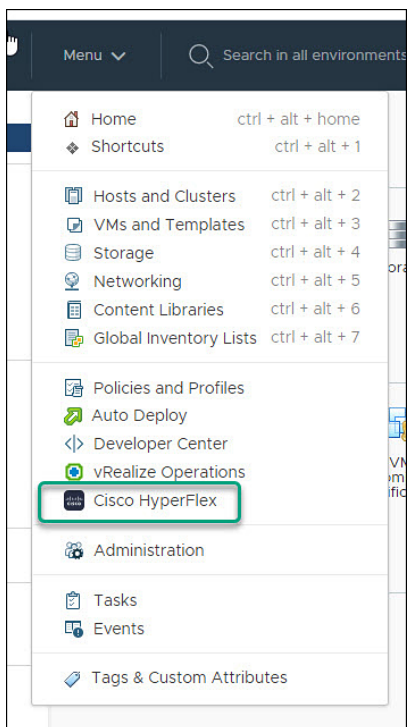 Menu
Search in all environments
Home ctrl + alt + home
Shortcuts ctrl + alt + 1
Hosts and Clusters ctrl + alt + 2
VMs and Templates ctrl + alt + 3
Storage ctrl + alt + 4
Networking ctrl + alt + 5
Content Libraries ctrl + alt + 6
Global Inventory Lists ctrl + alt + 7
Policies and Profiles
Auto Deploy
Developer Center
vRealize Operations
Cisco HyperFlex
Administration
Tasks
Events
Tags & Custom Attributes